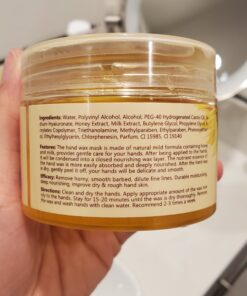 Ingredients: Water, Polyvinyl Alcohol, Alcohol, PEG-40 Hydrogenated Castor Oil,
Hyaluronate, Honey Extract, Milk Extract, Butylene Glycol, Propylene
Copolymer, Triethanolamine, Methylparaben, Ethylparaben, Phenoxyethanol
Ethylhexylglycerin, Chlorphenesin, Parfum, CI 15985, CI 19140
Features: The hand wax mask is made of natural mild formula containing honey
and milk, provides gentle care for your hands. After being applied to the hand,
it will be condensed into a closed nourishing layer. The nutrient essence of
the hand wax is more easily absorbed and deeply nourished. After the hand wax
is dry, gently peel it off, your hands will be delicate and smooth.
Efficacy: Remove horny, smooth barbed, dilute fine lines. Durable moisturizing,
deep nourishing, improve dry & rough hand skin.
Directions: Clean and dry the hands. Apply appropriate amount of the wax
to the hands. Stay for 15-20 minutes until the wax is dry thoroughly. Remove
the wax and wash hands with clean water. Recommend 2-3 times a week.